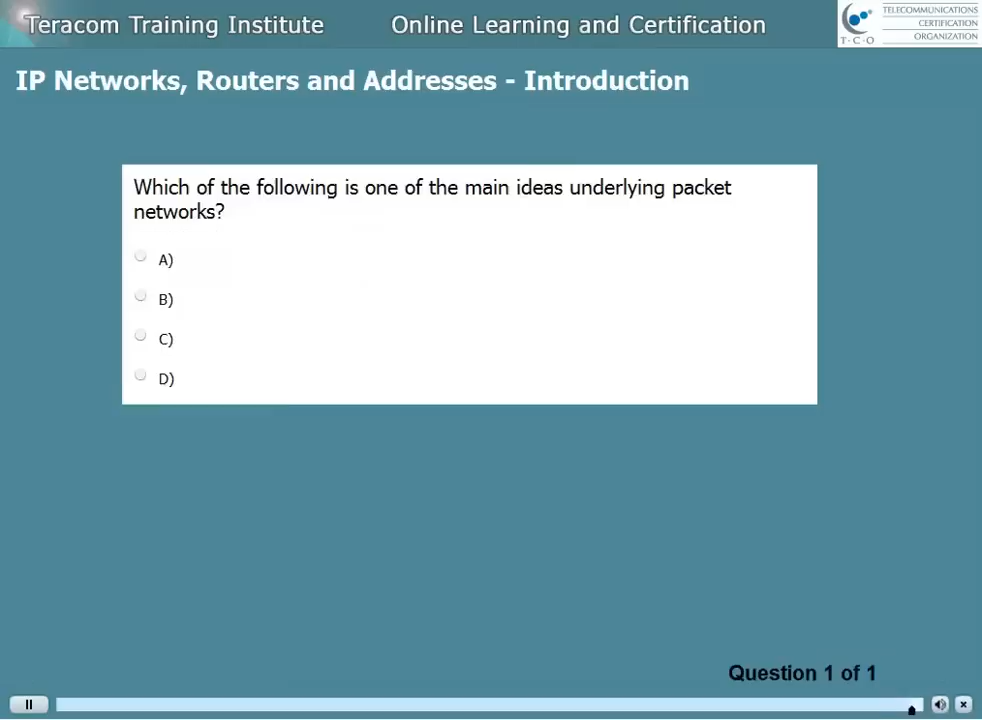 Teracom Training Institute
Online Learning and Certification
TELECOMMUNICATIONS
CERTIFICATION
ORGANIZATION
T·C·O
IP Networks, Routers and Addresses - Introduction
Which of the following is one of the main ideas underlying packet
networks?
A)
B)
C)
D)
Question 1 of 1